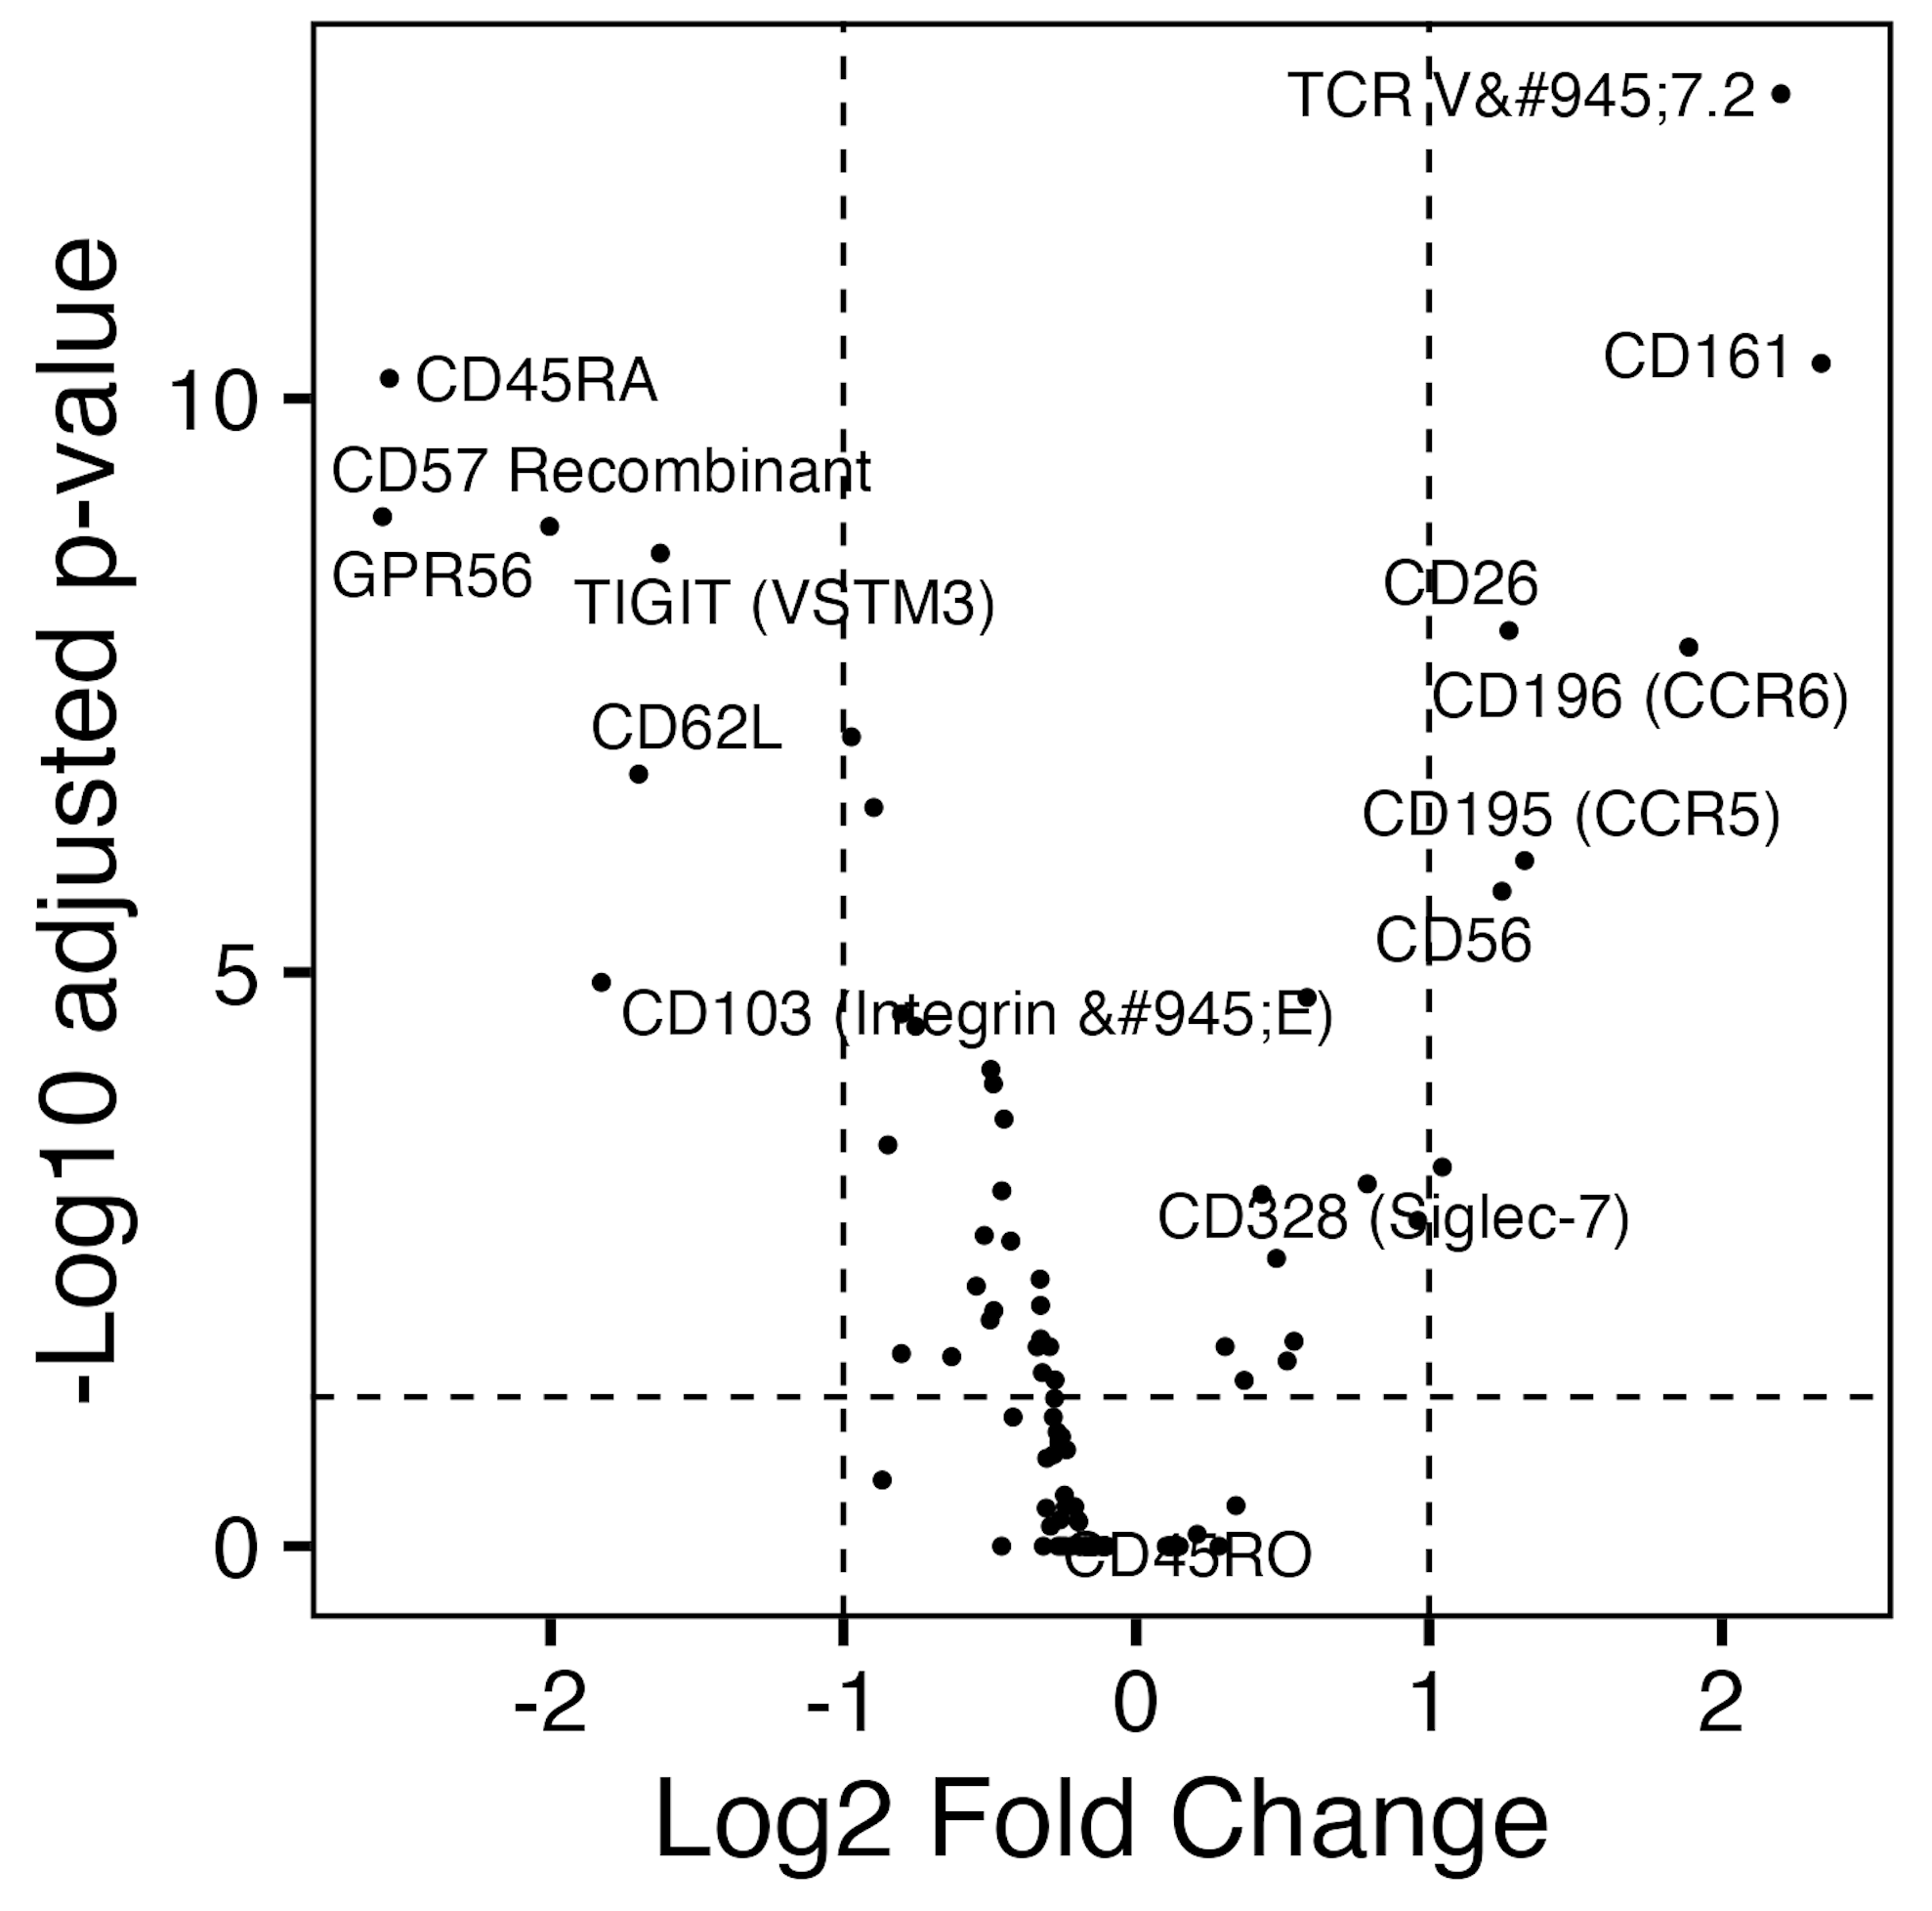 TCR V&#945;7.2
CD161
CD45RA
CD57 Recombinant
GPR56
TIGIT (VSTM3)
CD26
CD196 (CCR6)
CD62L
CD195 (CCR5)
CD56
CD103 (Integrin &#945;E)
CD328 (Siglec-7)
CD45RO
-Log10 adjusted p-value
10
5
0
-2
-1
0
1
2
Log2 Fold Change